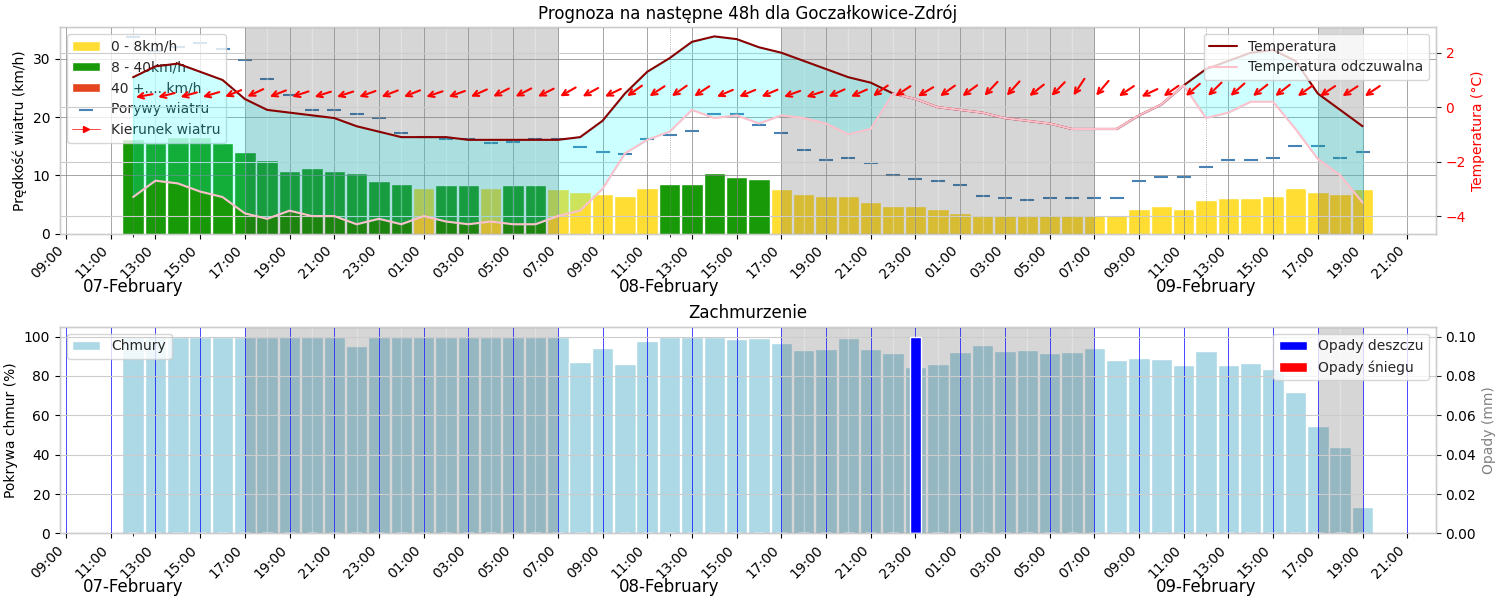 Prognoza na następne 48h dla Goczałkowice-Zdrój
Prędkość wiatru (km/h)
30
20
10
0
0 - 8km/h
8 - 40km/h
40 +.....km/h
Porywy wiatru
Kierunek wiatru
Temperatura
Temperatura odczuwalna
2
0
−2
−4
Temperatura (°C)
09:00 11:00 13:00 15:00 17:00 19:00 21:00 23:00 01:00 03:00 05:00 07:00 09:00 11:00 13:00 15:00 17:00 19:00 21:00 23:00 01:00 03:00 05:00 07:00 09:00 11:00 13:00 15:00 17:00 19:00 21:00
07-February 08-February 09-February
Zachmurzenie
Pokrywa chmur (%)
100
80
60
40
20
0
Chmury
Opady deszczu
Opady śniegu
0.10
0.08
0.06
0.04
0.02
0.00
Opady (mm)
09:00 11:00 13:00 15:00 17:00 19:00 21:00 23:00 01:00 03:00 05:00 07:00 09:00 11:00 13:00 15:00 17:00 19:00 21:00 23:00 01:00 03:00 05:00 07:00 09:00 11:00 13:00 15:00 17:00 19:00 21:00
07-February 08-February 09-February